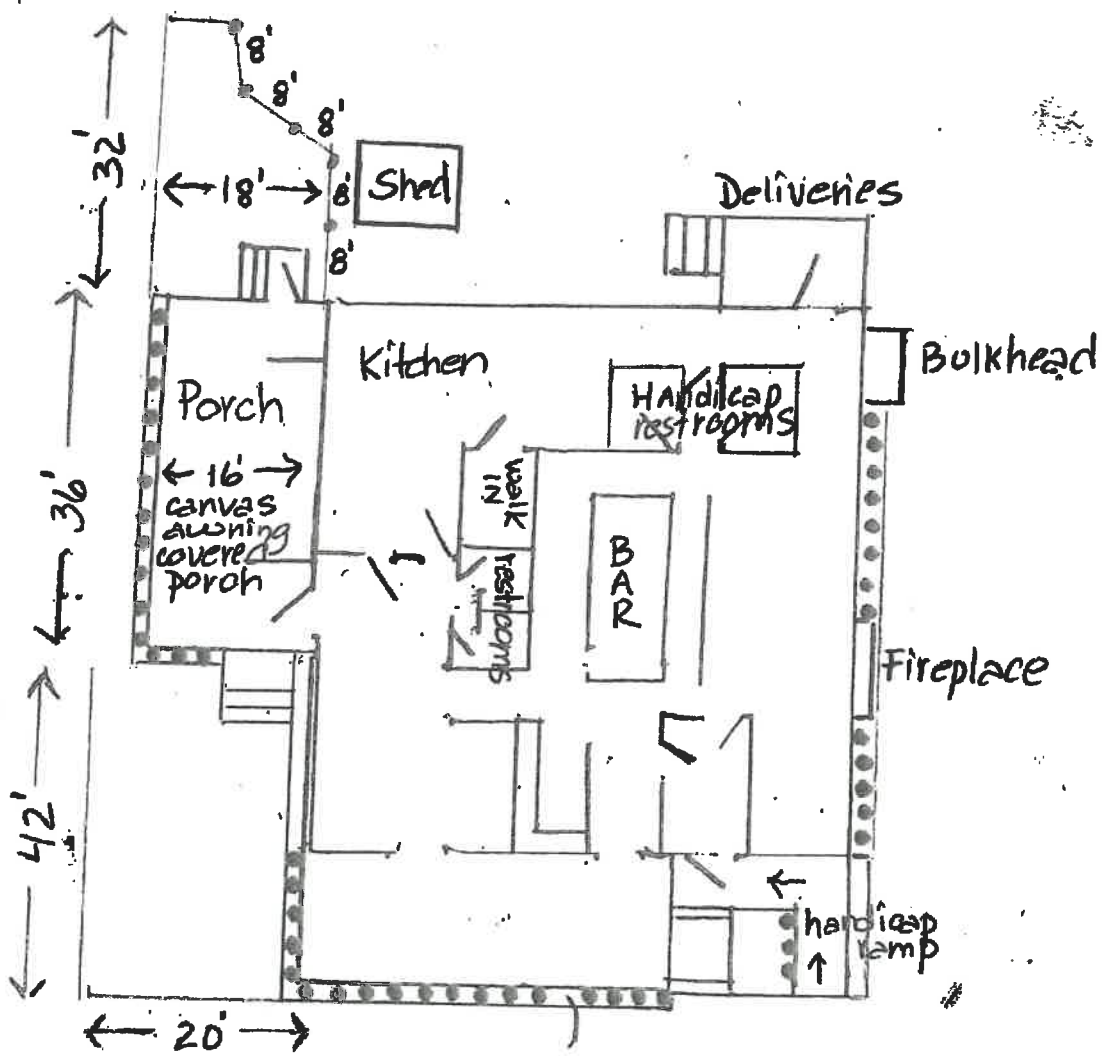 8'
8'
8'
32'
18'
8'
Shed
Deliveries
8'
Kitchen
Bulkhead
Porch
Handicap
restrooms
16'
Walk
IN
canvas
awning
covered
porch
36'
restrooms
BAR
Fireplace
42'
handicap
ramp
20'